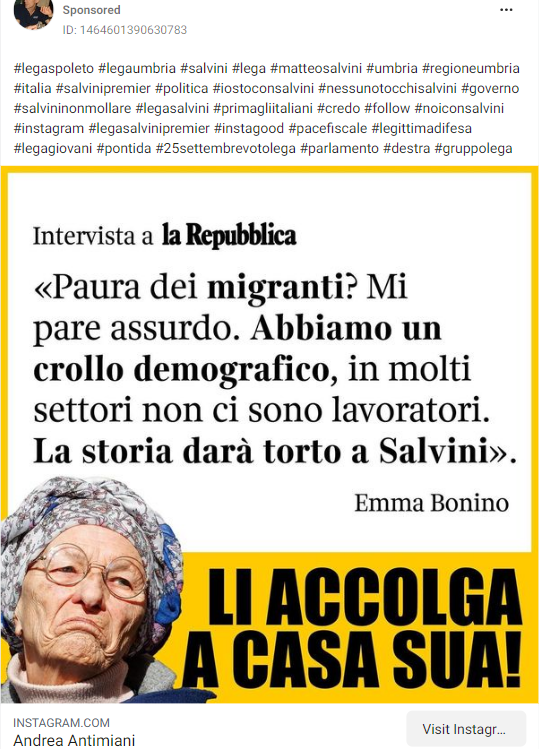 Sponsored
ID: 1464601390630783
#legaspoleto #legaumbria #salvini #lega #matteosalvini #umbria #regioneumbria
#italia #salvinipremier #politica #iostoconsalvini #nessunotocchisalvini #governo
#salvininonmollare #legasalvini #primagliitaliani #credo #follow #noiconsalvini
#instagram #legasalvinipremier #instagood #pacefiscale #legittimadifesa
#legagiovani #pontida #25settembrevotolega #parlamento #destra #gruppolega
Intervista a la Repubblica
«Paura dei migranti? Mi
pare assurdo. Abbiamo un
crollo demografico, in molti
settori non ci sono lavoratori.
La storia darà torto a Salvini».
Emma Bonino
LI ACCOLGA
A CASA SUA!
INSTAGRAM.COM
Andrea Antimiani
Visit Instagr...